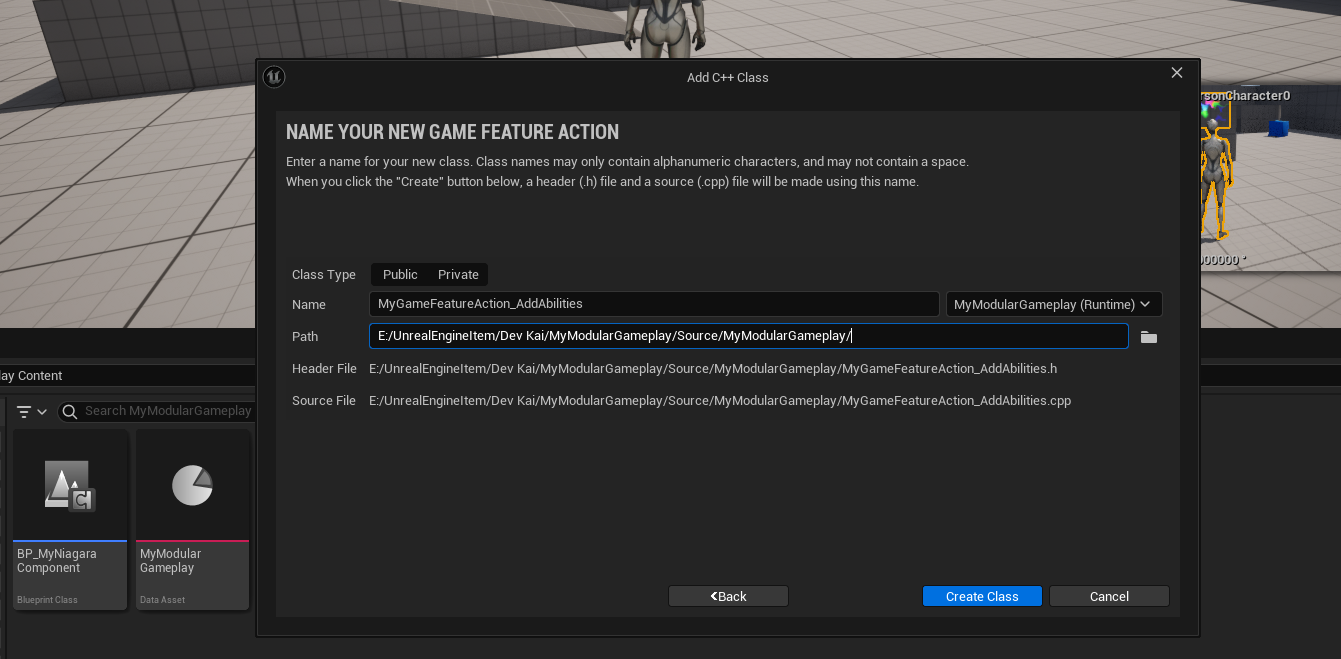 Add C++ Class
rsonCharacter0
NAME YOUR NEW GAME FEATURE ACTION
Enter a name for your new class. Class names may only contain alphanumeric characters, and may not contain a space.
When you click the "Create" button below, a header (.h) file and a source (.cpp) file will be made using this name.
000000 °
Class Type Public Private
Name MyGameFeatureAction_AddAbilities MyModularGameplay (Runtime)
Path E:/UnrealEngineItem/Dev Kai/MyModularGameplay/Source/MyModularGameplay/
Header File E:/UnrealEngineItem/Dev Kai/MyModularGameplay/Source/MyModularGameplay/MyGameFeatureAction_AddAbilities.h
lay Content
Source File E:/UnrealEngineItem/Dev Kai/MyModularGameplay/Source/MyModularGameplay/MyGameFeatureAction_AddAbilities.cpp
Search MyModularGameplay
BP_MyNiagara
Component
Blueprint Class
MyModular
Gameplay
Data Asset
Back
Create Class
Cancel